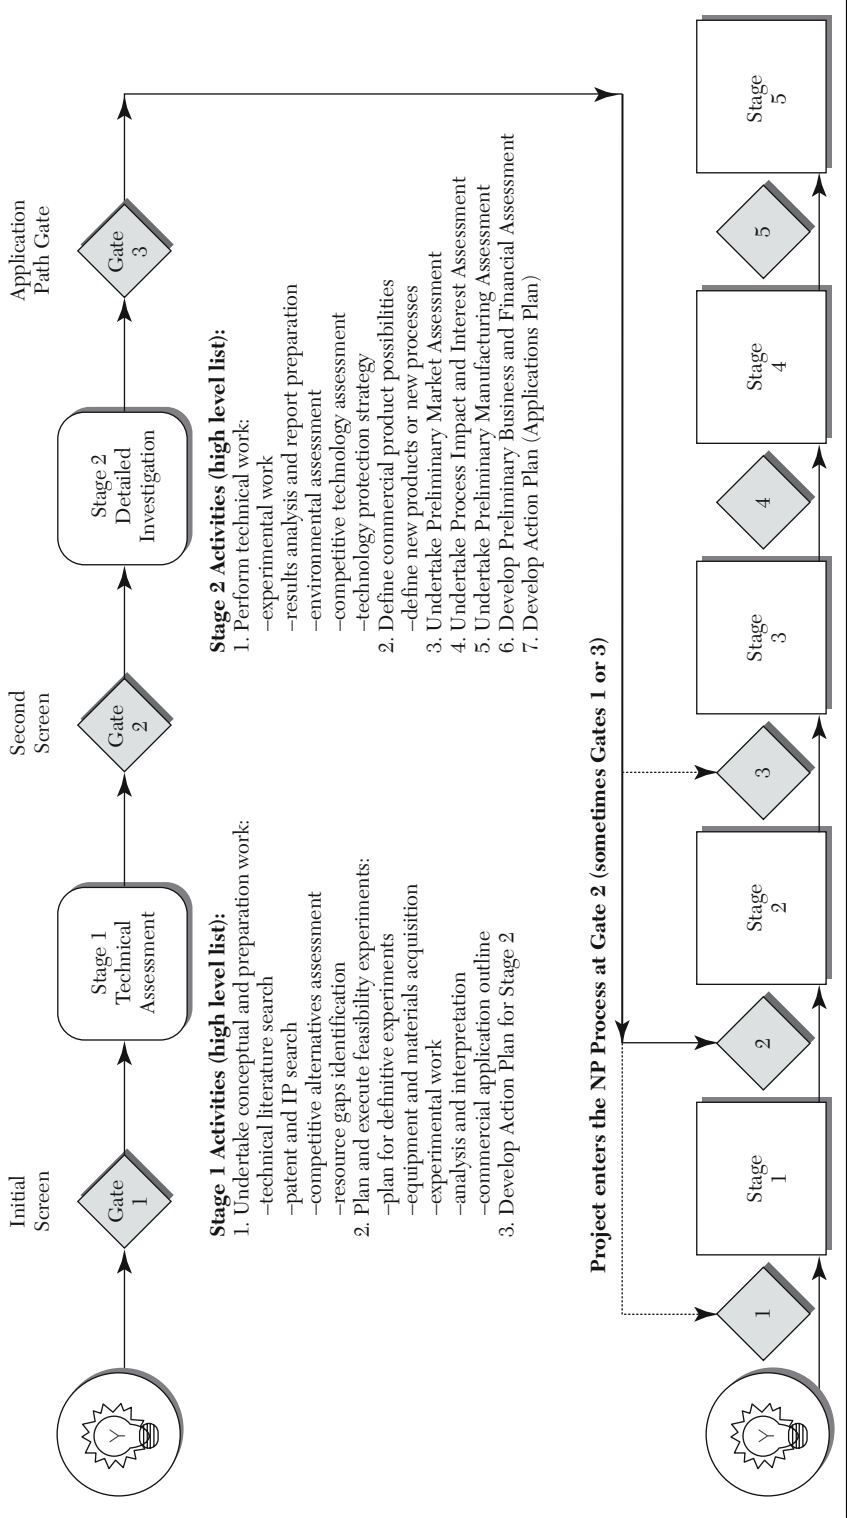 Initial
Screen
Second
Screen
Application
Path Gate
Gate
1
Stage 1
Technical
Assessment
Gate
2
Stage 2
Detailed
Investigation
Gate
3
Stage 1 Activities (high level list):
1. Undertake conceptual and preparation work:
–technical literature search
–patent and IP search
–competitive alternatives assessment
–resource gaps identification
2. Plan and execute feasibility experiments:
–plan for definitive experiments
–equipment and materials acquisition
–experimental work
–analysis and interpretation
–commercial application outline
3. Develop Action Plan for Stage 2
Stage 2 Activities (high level list):
1. Perform technical work:
–experimental work
–results analysis and report preparation
–environmental assessment
–competitive technology assessment
–technology protection strategy
2. Define commercial product possibilities
–define new products or new processes
3. Undertake Preliminary Market Assessment
4. Undertake Process Impact and Interest Assessment
5. Undertake Preliminary Manufacturing Assessment
6. Develop Preliminary Business and Financial Assessment
7. Develop Action Plan (Applications Plan)
Project enters the NP Process at Gate 2 (sometimes Gates 1 or 3)
1
Stage
1
2
Stage
2
3
Stage
3
4
Stage
4
5
Stage
5